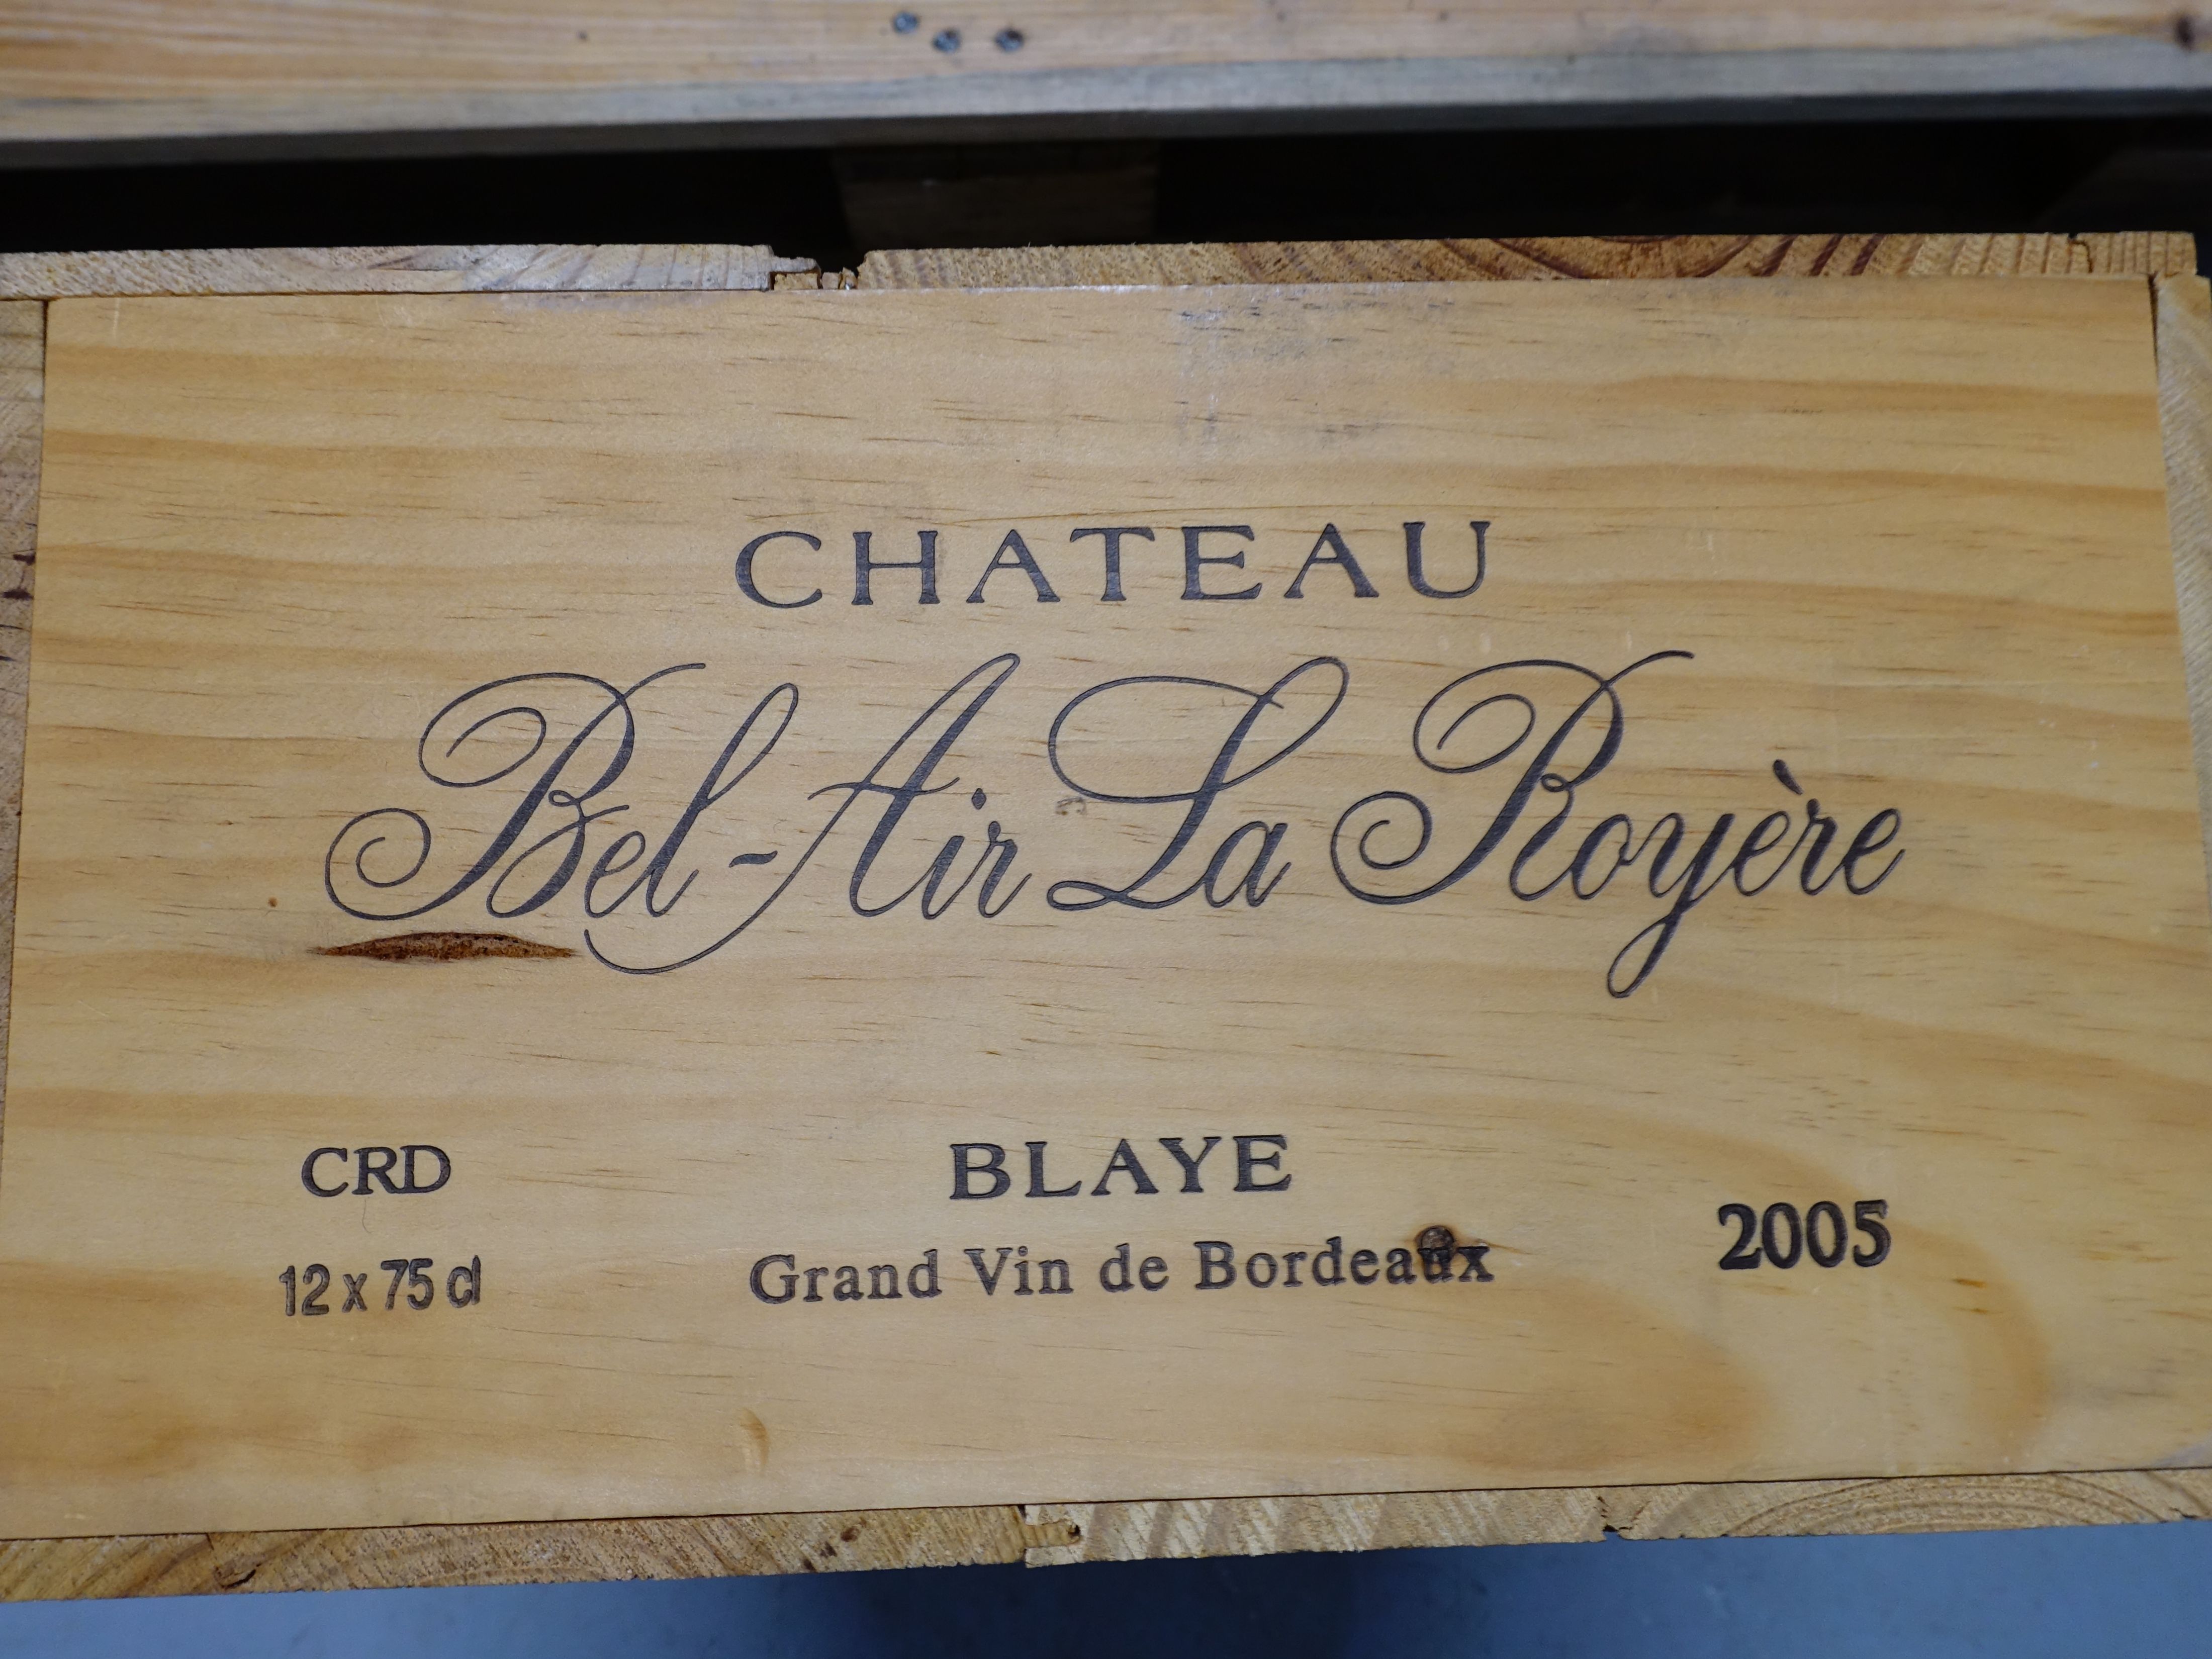 CHATEAU
Bel-Air La Royère
CRD
BLAYE
12 x 75 cl
Grand Vin de Bordeaux
2005